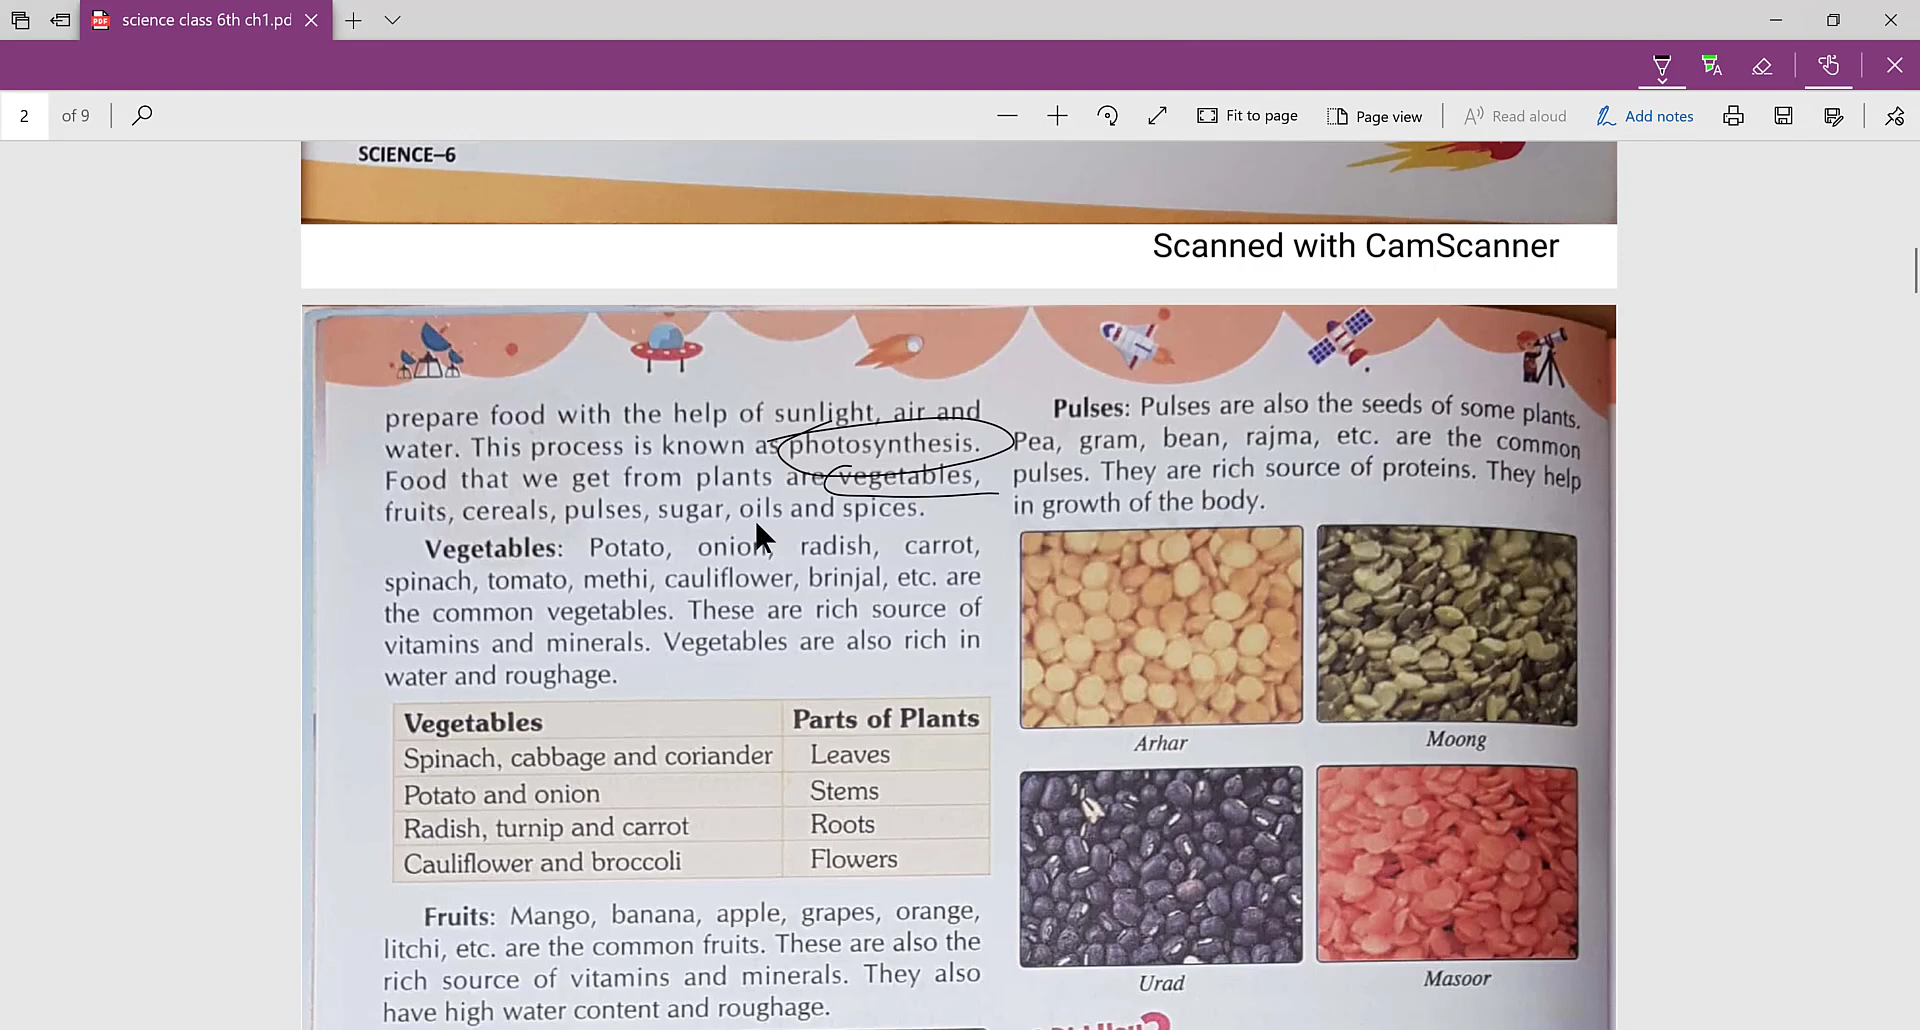 science class 6th ch1.pd
2 of 9
Fit to page
Page view
Read aloud
Add notes
SCIENCE–6
Scanned with CamScanner
prepare food with the help of sunlight, air and
water. This process is known as photosynthesis.
Food that we get from plants are vegetables,
fruits, cereals, pulses, sugar, oils and spices.
Vegetables: Potato, onion, radish, carrot,
spinach, tomato, methi, cauliflower, brinjal, etc. are
the common vegetables. These are rich source of
vitamins and minerals. Vegetables are also rich in
water and roughage.
Vegetables Parts of Plants
Spinach, cabbage and coriander Leaves
Potato and onion Stems
Radish, turnip and carrot Roots
Cauliflower and broccoli Flowers
Fruits: Mango, banana, apple, grapes, orange,
litchi, etc. are the common fruits. These are also the
rich source of vitamins and minerals. They also
have high water content and roughage.
Pulses: Pulses are also the seeds of some plants.
Pea, gram, bean, rajma, etc. are the common
pulses. They are rich source of proteins. They help
in growth of the body.
Arhar
Moong
Urad
Masoor